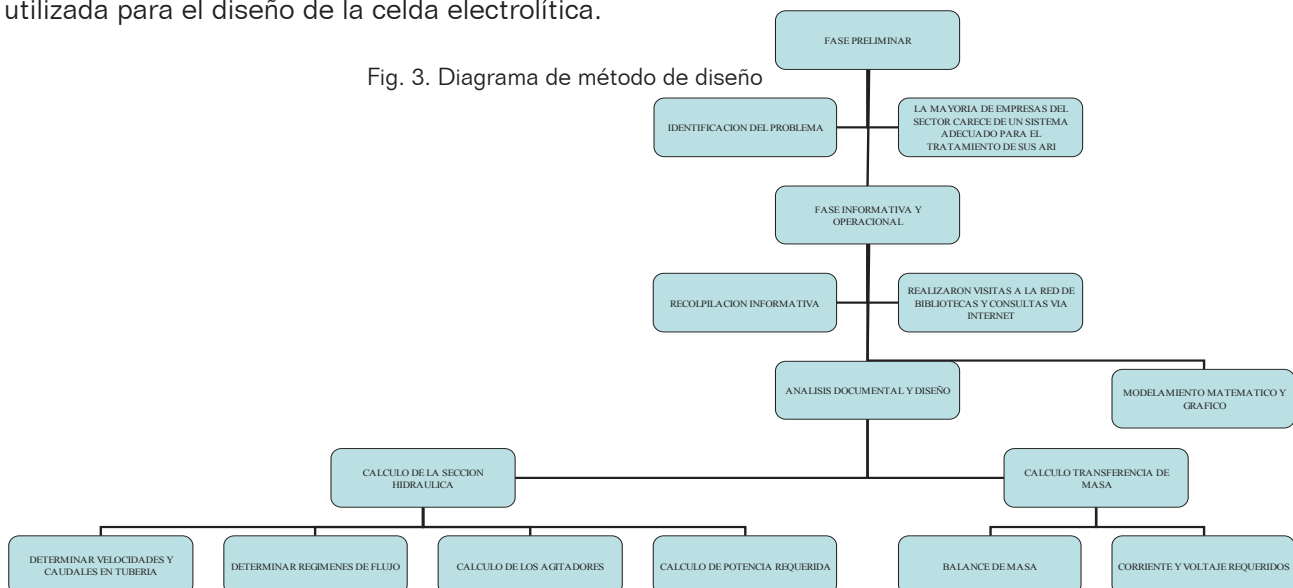 utilizada para el diseño de la celda electrolítica.
FASE PRELIMINAR
Fig. 3. Diagrama de método de diseño
IDENTIFICACION DEL PROBLEMA
LA MAYORIA DE EMPRESAS DEL
SECTOR CARECE DE UN SISTEMA
ADECUADO PARA EL
TRATAMIENTO DE SUS ARI
FASE INFORMATIVA Y
OPERACIONAL
RECOLPILACION INFORMATIVA
REALIZARON VISITAS A LA RED DE
BIBLIOTECAS Y CONSULTAS VIA
INTERNET
ANALISIS DOCUMENTAL Y DISEÑO
MODELAMIENTO MATEMATICO Y
GRAFICO
CALCULO DE LA SECCION
HIDRAULICA
CALCULO TRANSFERENCIA DE
MASA
DETERMINAR VELOCIDADES Y
CAUDALES EN TUBERIA
DETERMINAR REGIMENES DE FLUJO
CALCULO DE LOS AGITADORES
CALCULO DE POTENCIA REQUERIDA
BALANCE DE MASA
CORRIENTE Y VOLTAJE REQUERIDOS